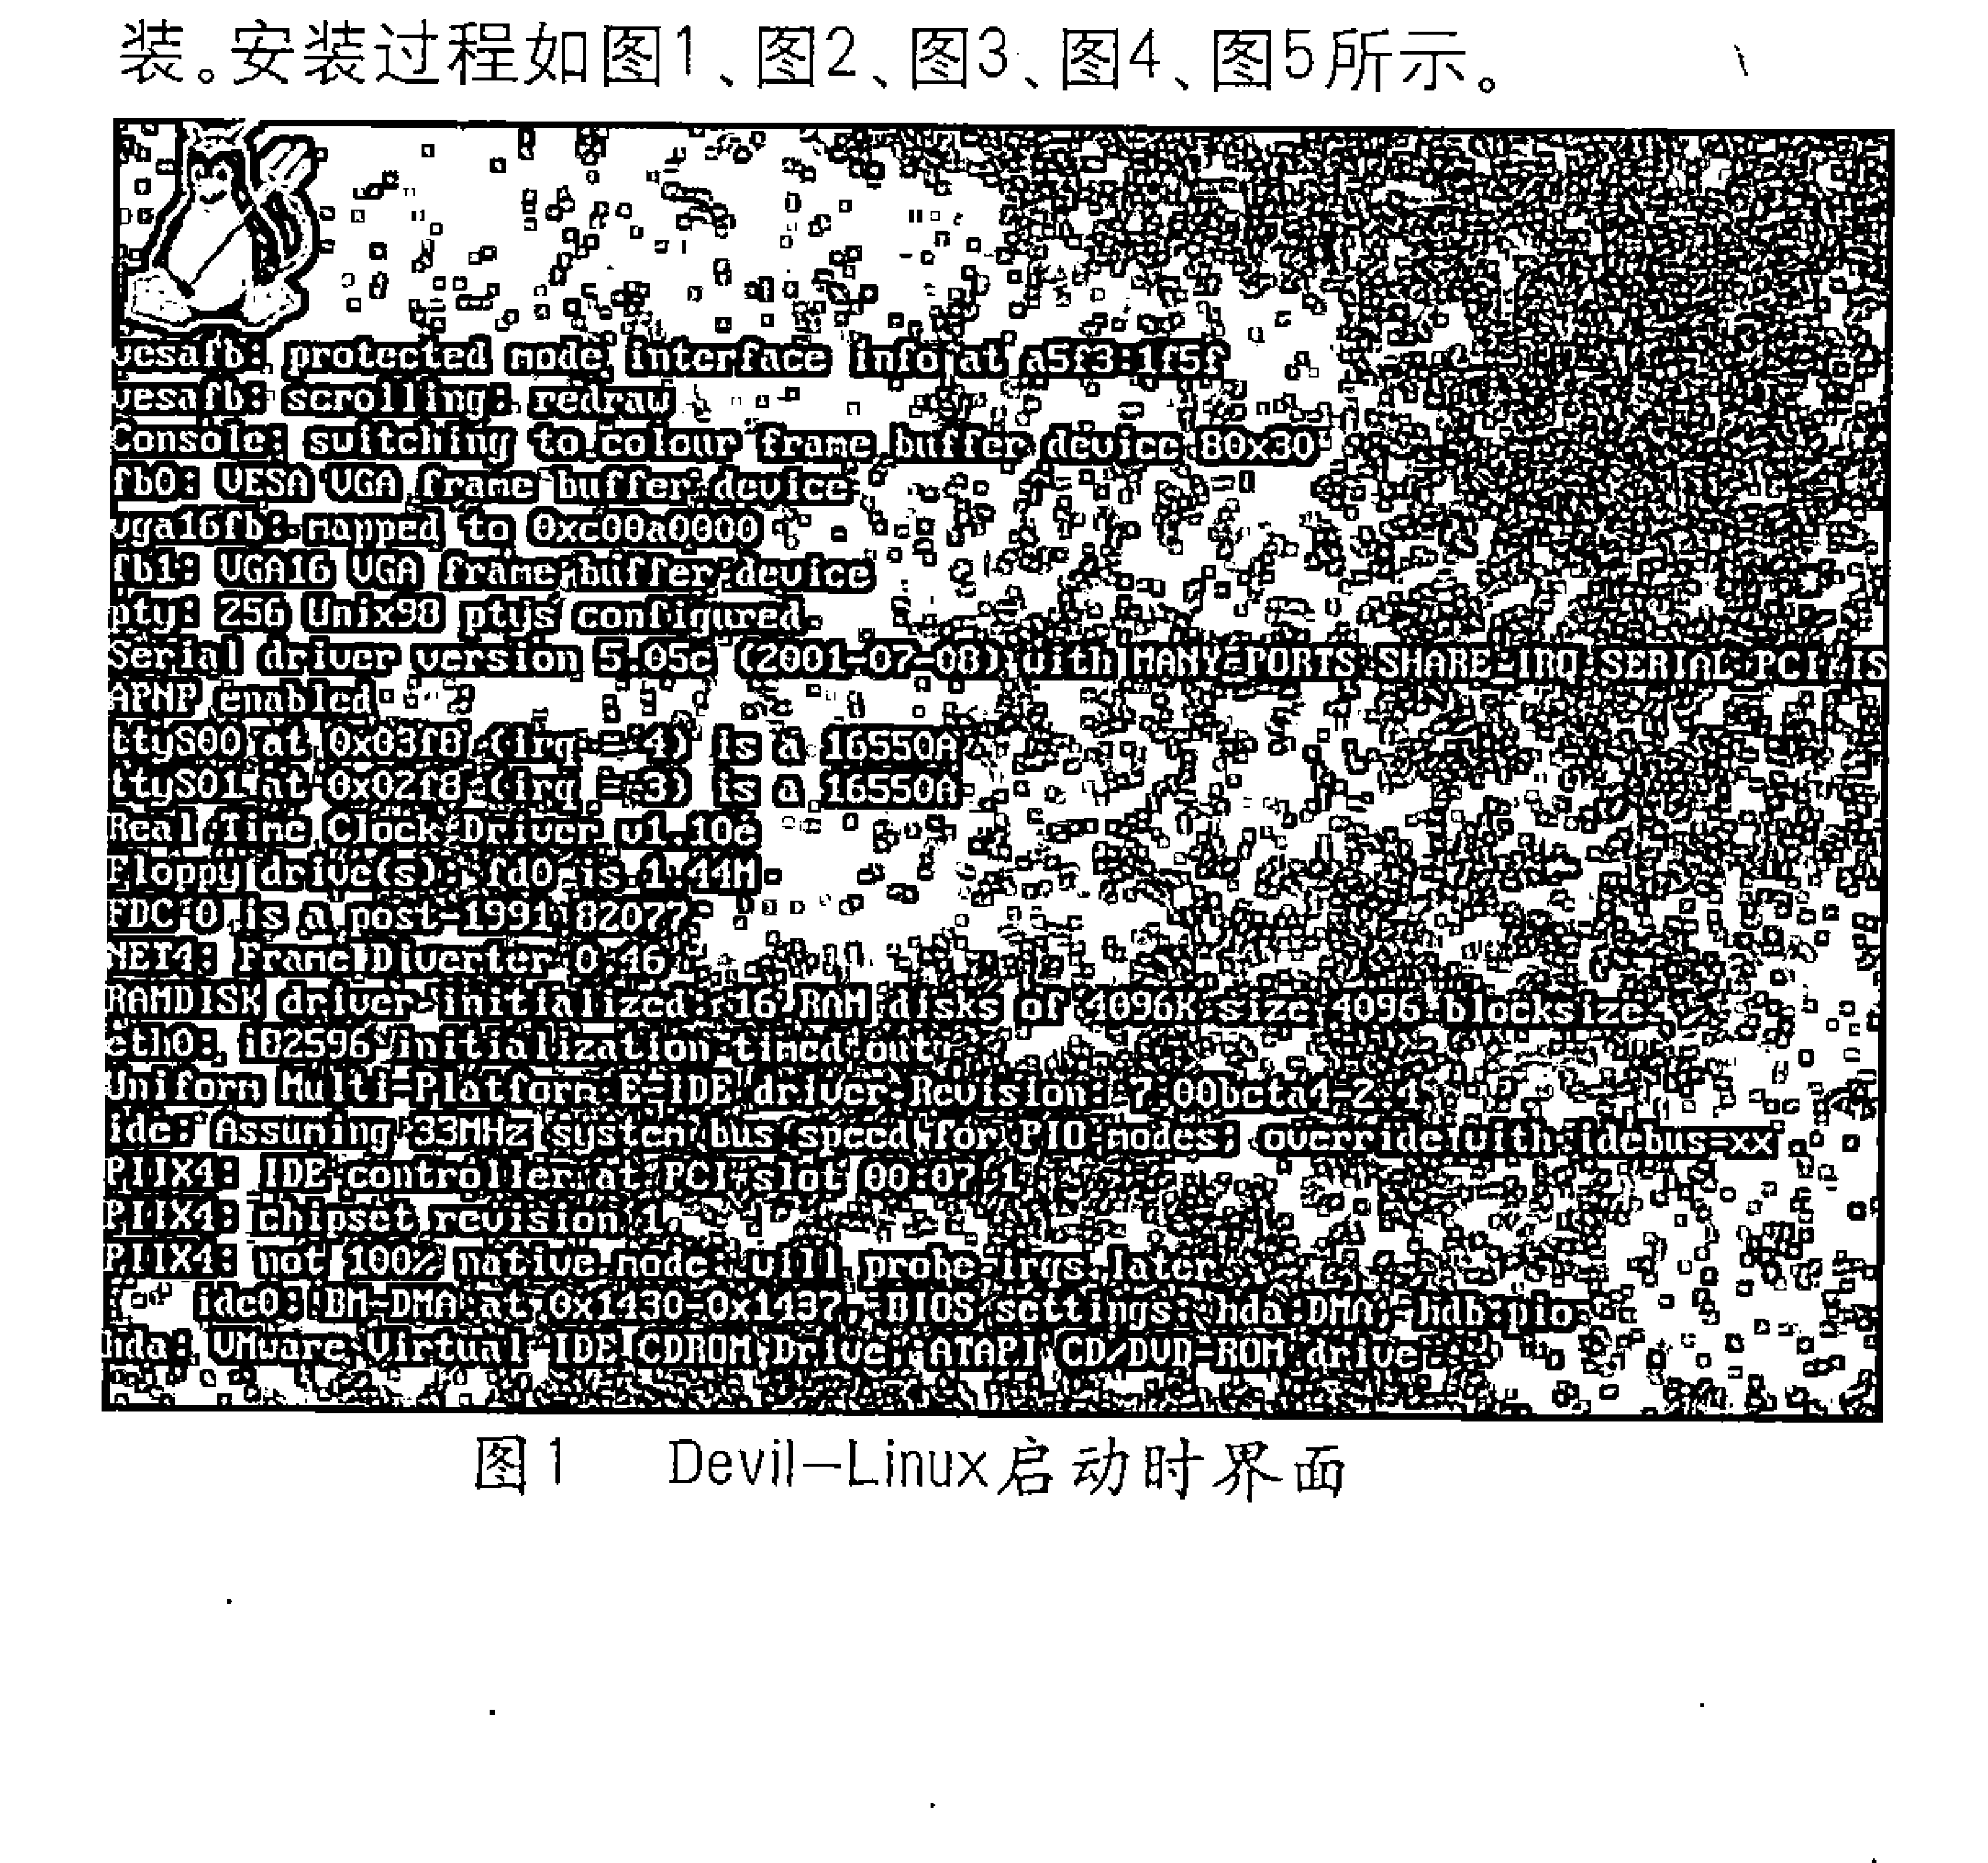 装。安装过程如图1、图2、图3、图4、图5所示。
vesafb: protected mode interface info at a5f3:1f5f
vesafb: scrolling: redraw
Console: switching to colour frame buffer device 80x30
fb0: VESA VGA frame buffer device
vga16fb: mapped to 0xc00a0000
fb1: VGA16 VGA frame buffer device
pty: 256 Unix98 ptys configured
Serial driver version 5.05c (2001-07-08) with MANY_PORTS SHARE_IRQ SERIAL_PCI IS
APNP enabled
ttyS00 at 0x03f8 (irq = 4) is a 16550A
ttyS01 at 0x02f8 (irq = 3) is a 16550A
Real Time Clock Driver v1.10e
Floppy drive(s): fd0 is 1.44M
FDC 0 is a post-1991 82077
NET4: Frame Diverter 0.46
RAMDISK driver initialized: 16 RAM disks of 4096K size 4096 blocksize
eth0: i82596 initialization timed out
Uniform Multi-Platform E-IDE driver Revision: 7.00beta4-2.4
ide: Assuming 33MHz system bus speed for PIO modes; override with idebus=xx
PIIX4: IDE controller at PCI slot 00:07.1
PIIX4: chipset revision 1
PIIX4: not 100% native mode: will probe irqs later
ide0: BM-DMA at 0x1430-0x1437, BIOS settings: hda:DMA, hdb:pio
hda: VMware Virtual IDE CDROM Drive, ATAPI CD/DVD-ROM drive
图1 Devil-Linux启动时界面